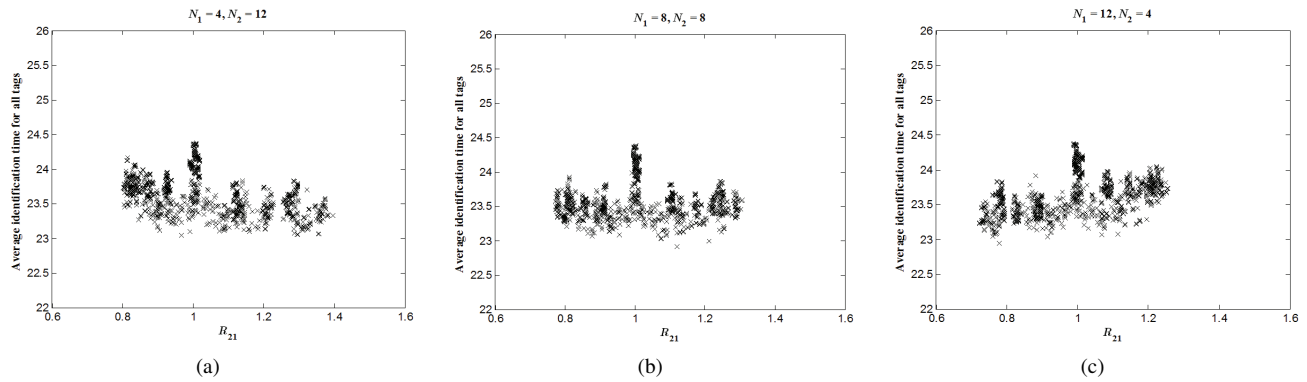 N1 = 4, N2 = 12
Average identification time for all tags
26
25.5
25
24.5
24
23.5
23
22.5
22
0.6 0.8 1 1.2 1.4 1.6
R21
(a)
N1 = 8, N2 = 8
Average identification time for all tags
26
25.5
25
24.5
24
23.5
23
22.5
22
0.6 0.8 1 1.2 1.4 1.6
R21
(b)
N1 = 12, N2 = 4
Average identification time for all tags
26
25.5
25
24.5
24
23.5
23
22.5
22
0.6 0.8 1 1.2 1.4 1.6
R21
(c)